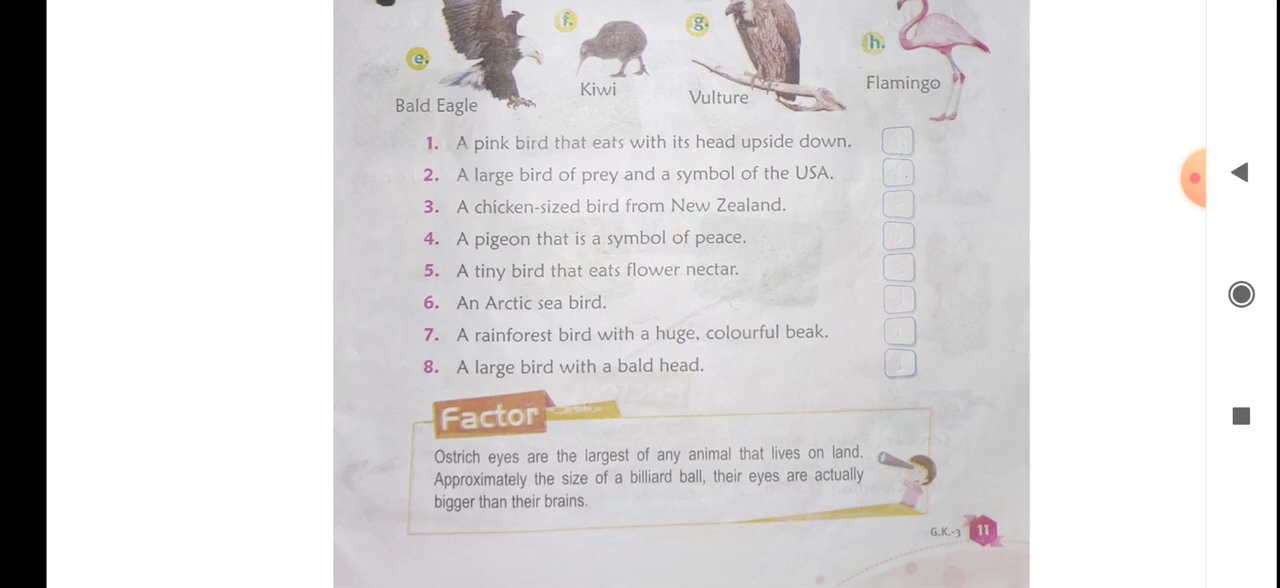 f.
g.
h.
e.
Kiwi
Flamingo
Vulture
Bald Eagle
1. A pink bird that eats with its head upside down.
2. A large bird of prey and a symbol of the USA.
3. A chicken-sized bird from New Zealand.
4. A pigeon that is a symbol of peace.
5. A tiny bird that eats flower nectar.
6. An Arctic sea bird.
7. A rainforest bird with a huge, colourful beak.
8. A large bird with a bald head.
Factor
Ostrich eyes are the largest of any animal that lives on land.
Approximately the size of a billiard ball, their eyes are actually
bigger than their brains.
G.K.-3 11